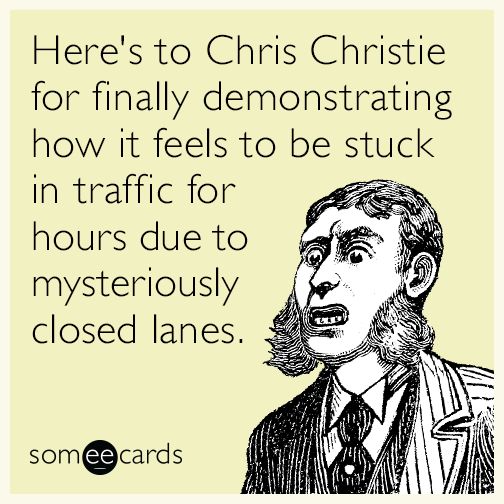 Here's to Chris Christie
for finally demonstrating
how it feels to be stuck
in traffic for
hours due to
mysteriously
closed lanes.
someecards